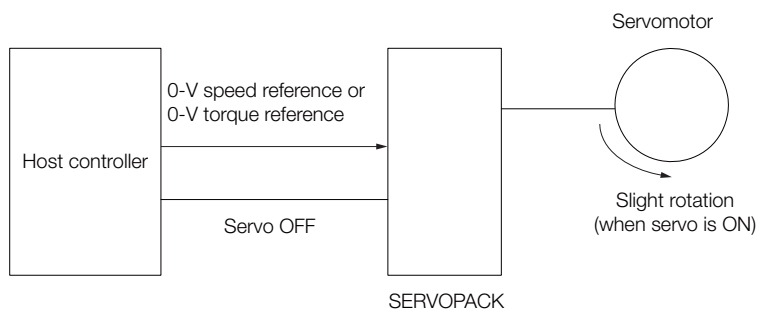 Servomotor
0-V speed reference or
0-V torque reference
Host controller
Slight rotation
(when servo is ON)
Servo OFF
SERVOPACK